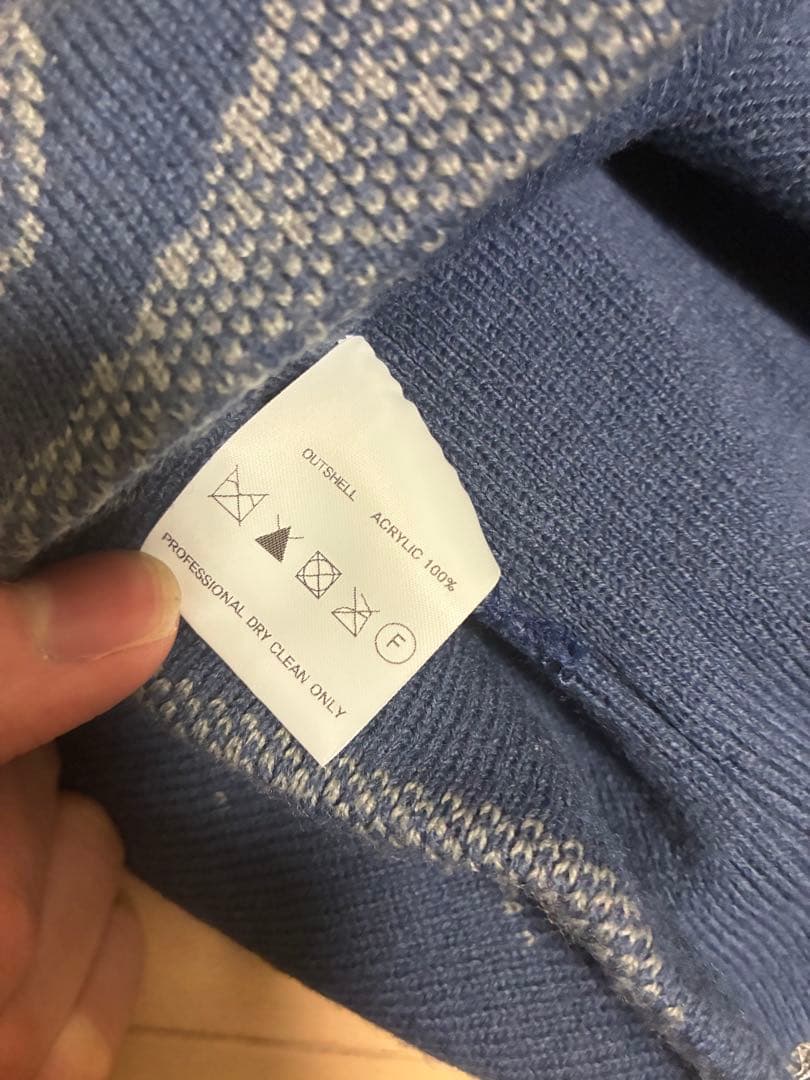 OUTSHELL ACRYLIC 100%
F
PROFESSIONAL DRY CLEAN ONLY